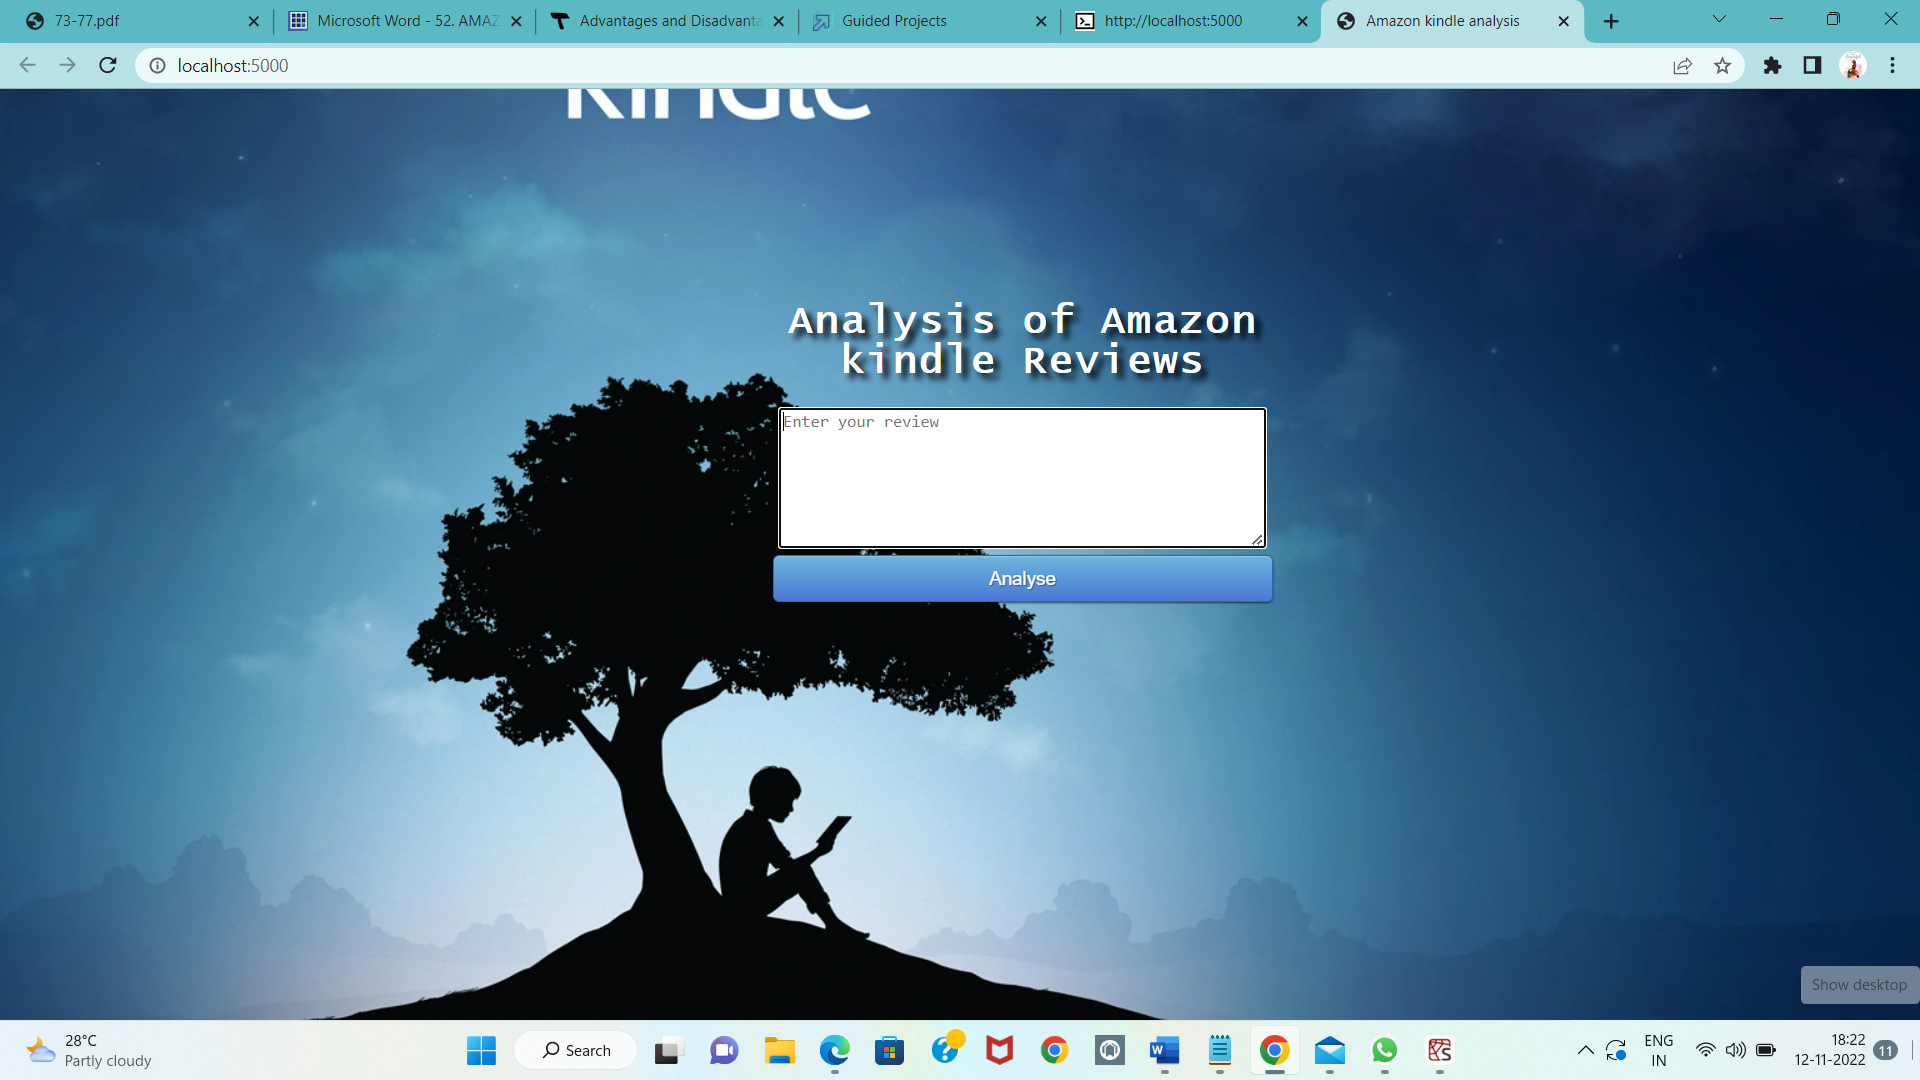 73-77.pdf
Microsoft Word - 52. AMAZ
Advantages and Disadvanta
Guided Projects
http://localhost:5000
Amazon kindle analysis
localhost:5000
kindle
Analysis of Amazon
kindle Reviews
Enter your review
Analyse
Show desktop
28°C
Partly cloudy
Search
ENG
IN
18:22
12-11-2022
11